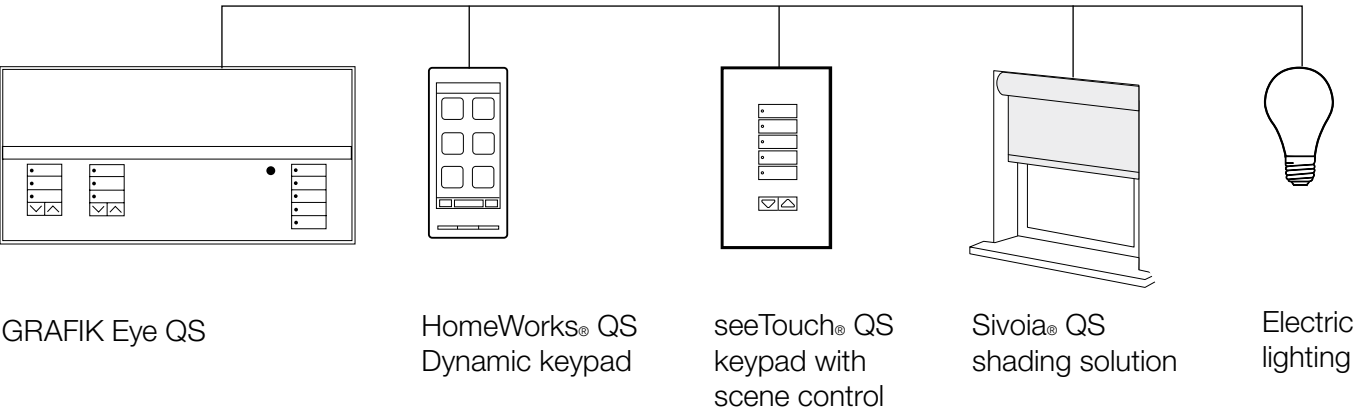 GRAFIK Eye QS
HomeWorks® QS
Dynamic keypad
seeTouch® QS
keypad with
scene control
Sivoia® QS
shading solution
Electric
lighting